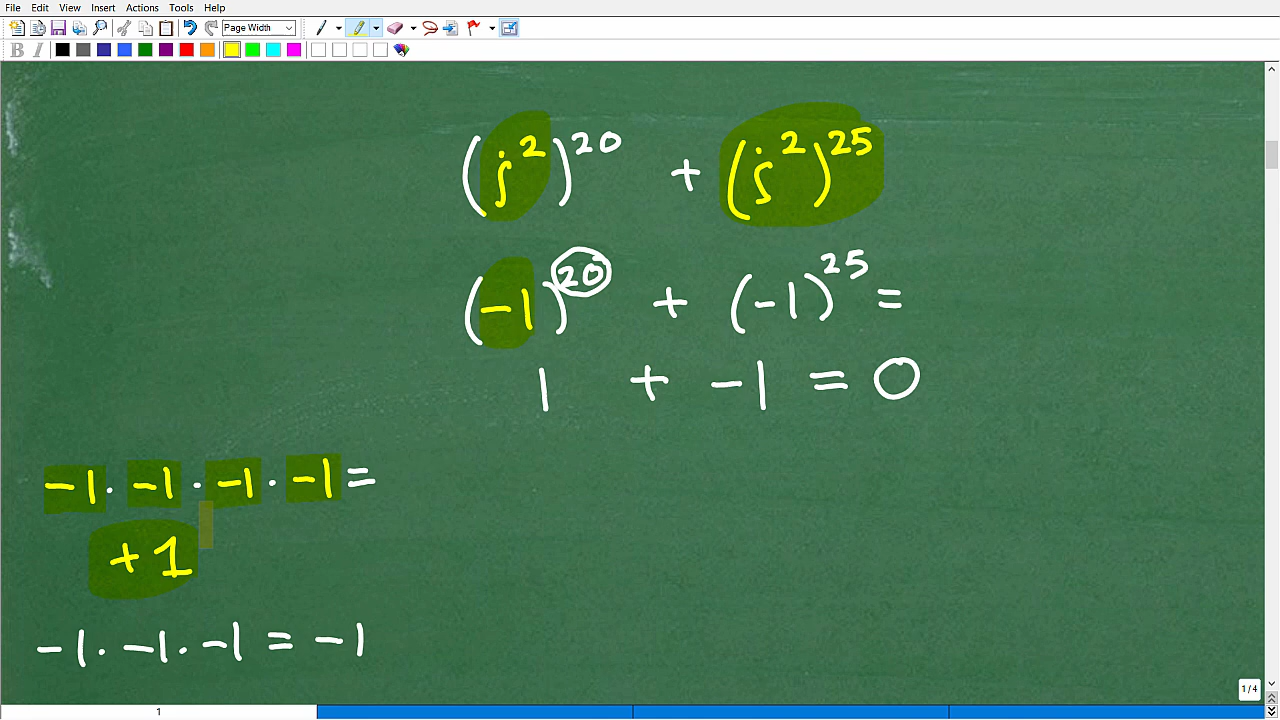 File Edit View Insert Actions Tools Help
Page Width
B I
(i²)²⁰ + (i²)²⁵
(-1)²⁰ + (-1)²⁵ =
1 + -1 = 0
-1 · -1 · -1 · -1 =
+1
-1 · -1 · -1 = -1
1/4
1